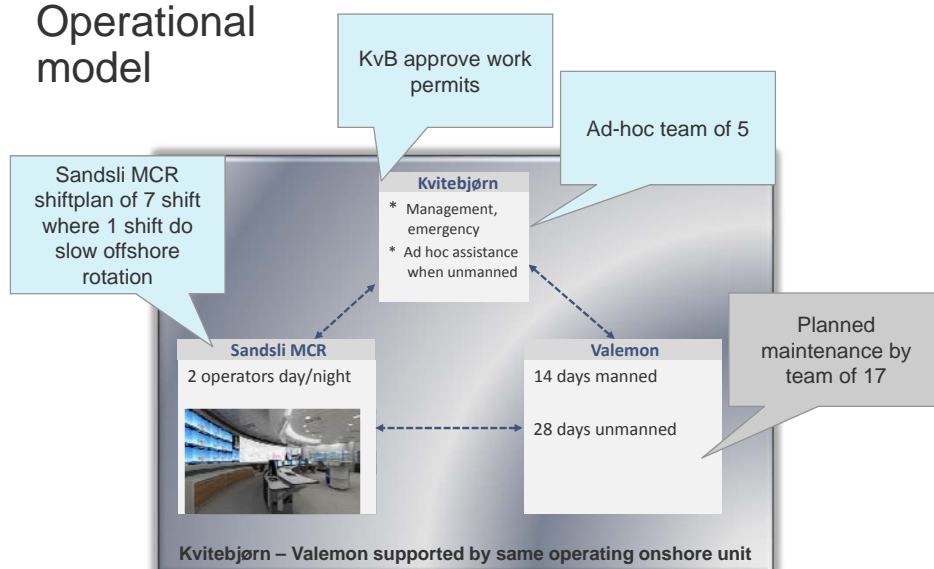 Operational
model
KvB approve work
permits
Ad-hoc team of 5
Sandsli MCR
shiftplan of 7 shift
where 1 shift do
slow offshore
rotation
Kvitebjørn
* Management,
emergency
* Ad hoc assistance
when unmanned
Planned
maintenance by
team of 17
Sandsli MCR
2 operators day/night
Valemon
14 days manned
28 days unmanned
Kvitebjørn – Valemon supported by same operating onshore unit